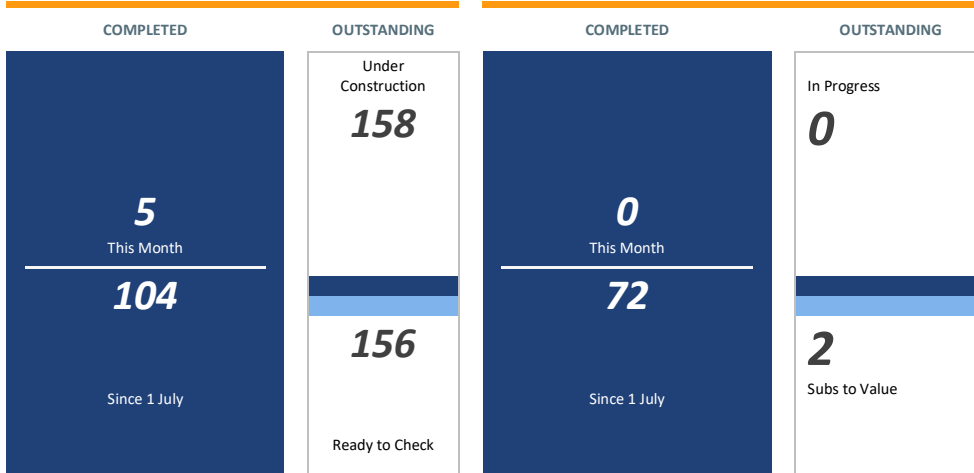 COMPLETED
OUTSTANDING
5
This Month
104
Since 1 July
Under
Construction
158
156
Ready to Check
COMPLETED
OUTSTANDING
0
This Month
72
Since 1 July
In Progress
0
2
Subs to Value